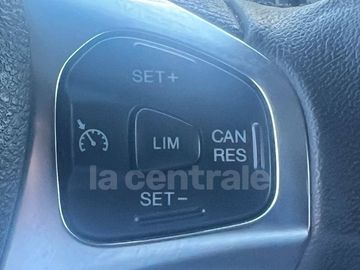 SET+
LIM
CAN
RES
la centrale
SET-